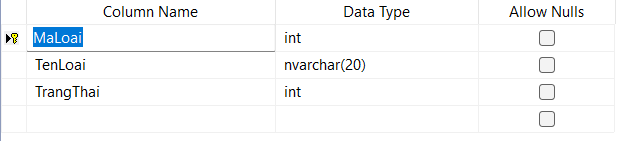 Column Name Data Type Allow Nulls
MaLoai int
TenLoai nvarchar(20)
TrangThai int